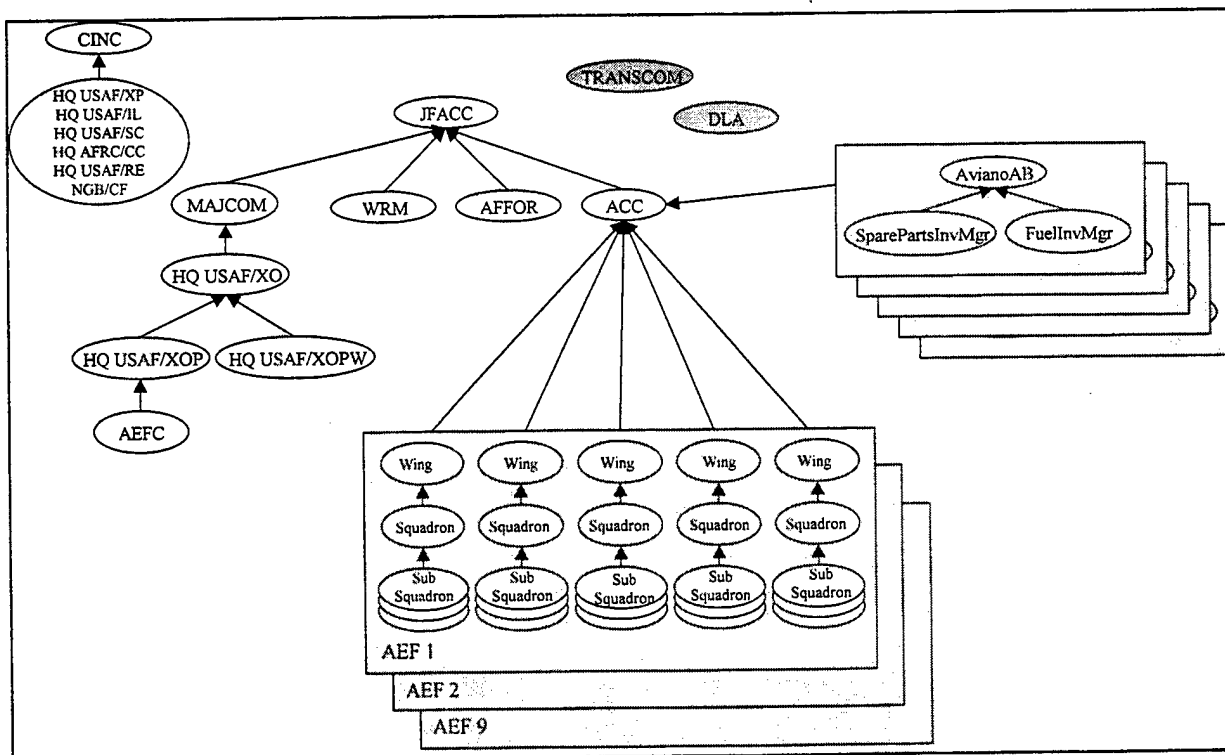 CINC
HQ USAF/XP
HQ USAF/IL
HQ USAF/SC
HQ AFRC/CC
HQ USAF/RE
NGB/CF
TRANSCOM
DLA
JFACC
MAJCOM
WRM
AFFOR
ACC
AvianoAB
SparePartsInvMgr
FuelInvMgr
HQ USAF/XO
HQ USAF/XOP
HQ USAF/XOPW
AEFC
Wing
Wing
Wing
Wing
Wing
Squadron
Squadron
Squadron
Squadron
Squadron
Sub
Squadron
Sub
Squadron
Sub
Squadron
Sub
Squadron
Sub
Squadron
AEF 1
AEF 2
AEF 9